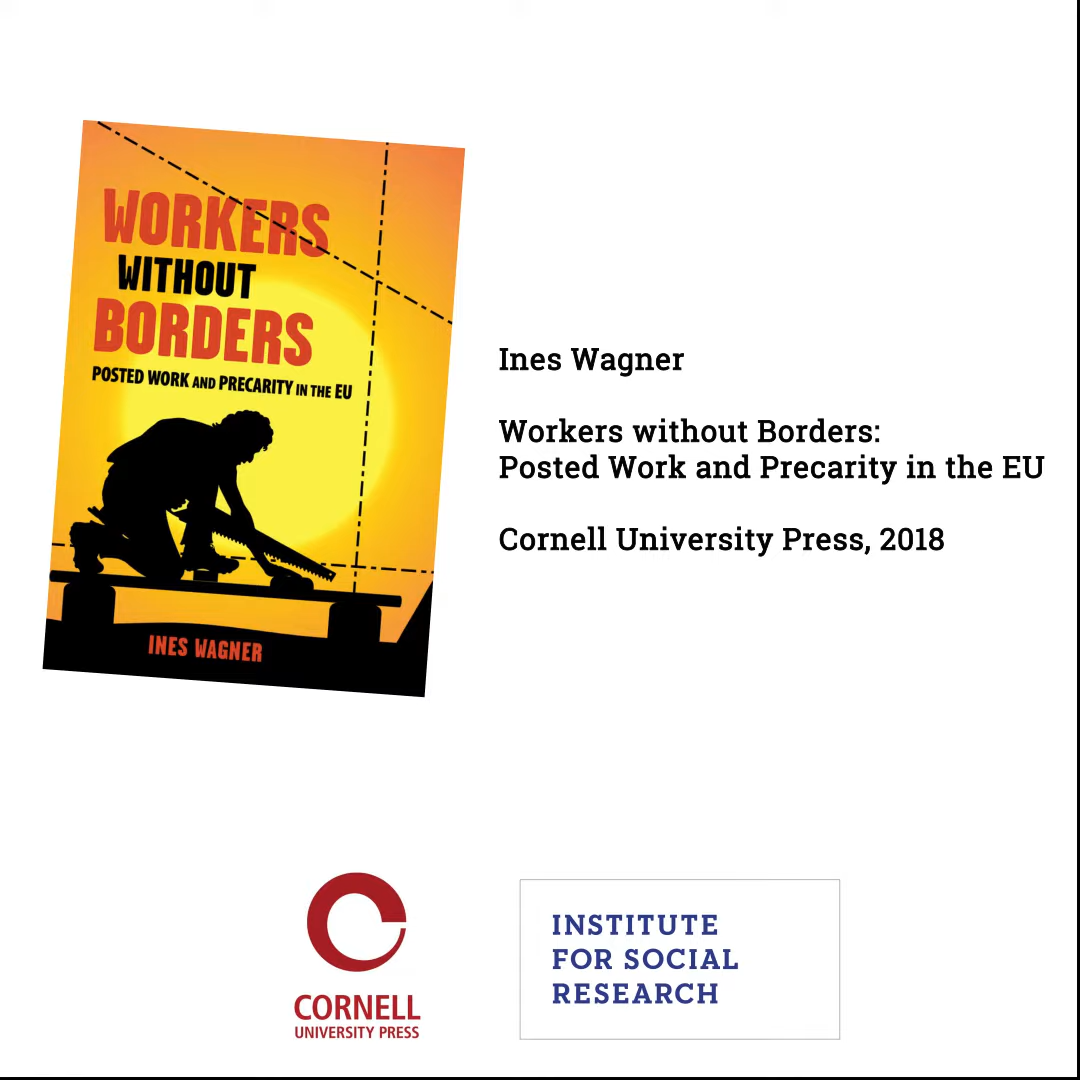 WORKERS
WITHOUT
BORDERS
POSTED WORK AND PRECARITY IN THE EU
INES WAGNER
Ines Wagner
Workers without Borders:
Posted Work and Precarity in the EU
Cornell University Press, 2018
CORNELL
UNIVERSITY PRESS
INSTITUTE
FOR SOCIAL
RESEARCH